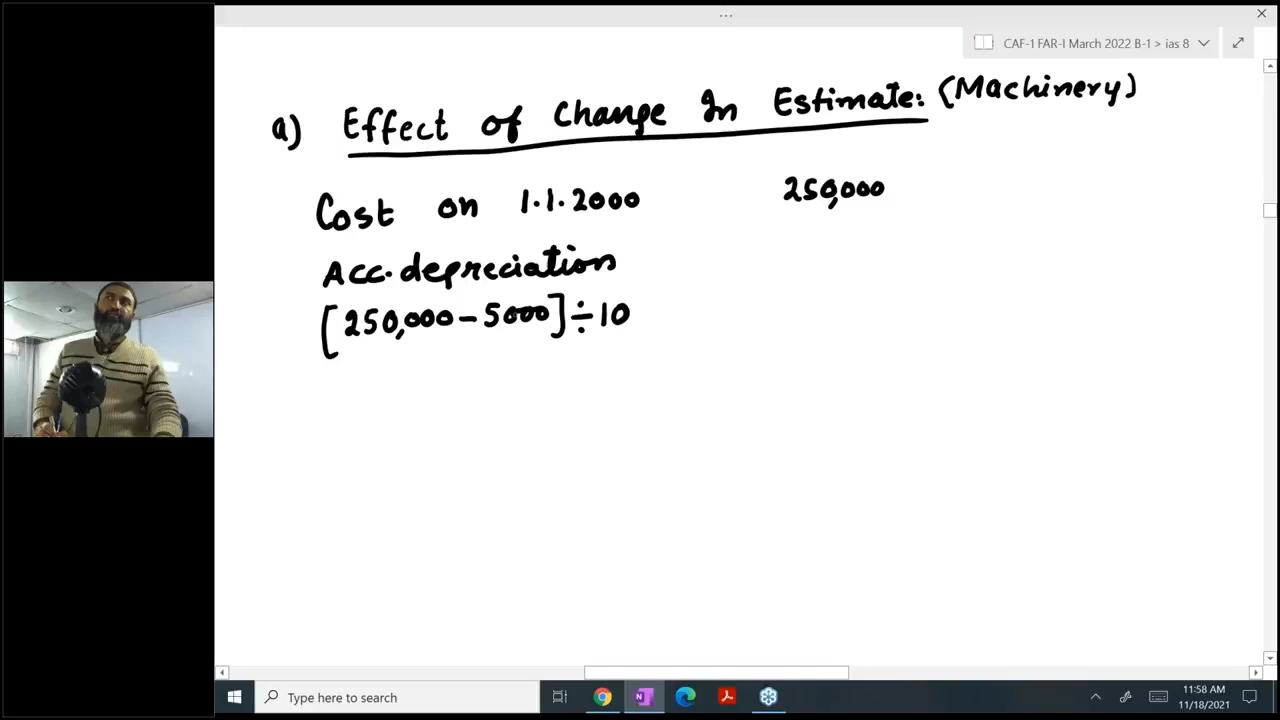 CAF-1 FAR-I March 2022 B-1 > ias 8
a) Effect of Change In Estimate: (Machinery)
Cost on 1.1.2000 250,000
Acc. depreciation
[250,000 - 5000] ÷ 10
Type here to search
11:58 AM
11/18/2021